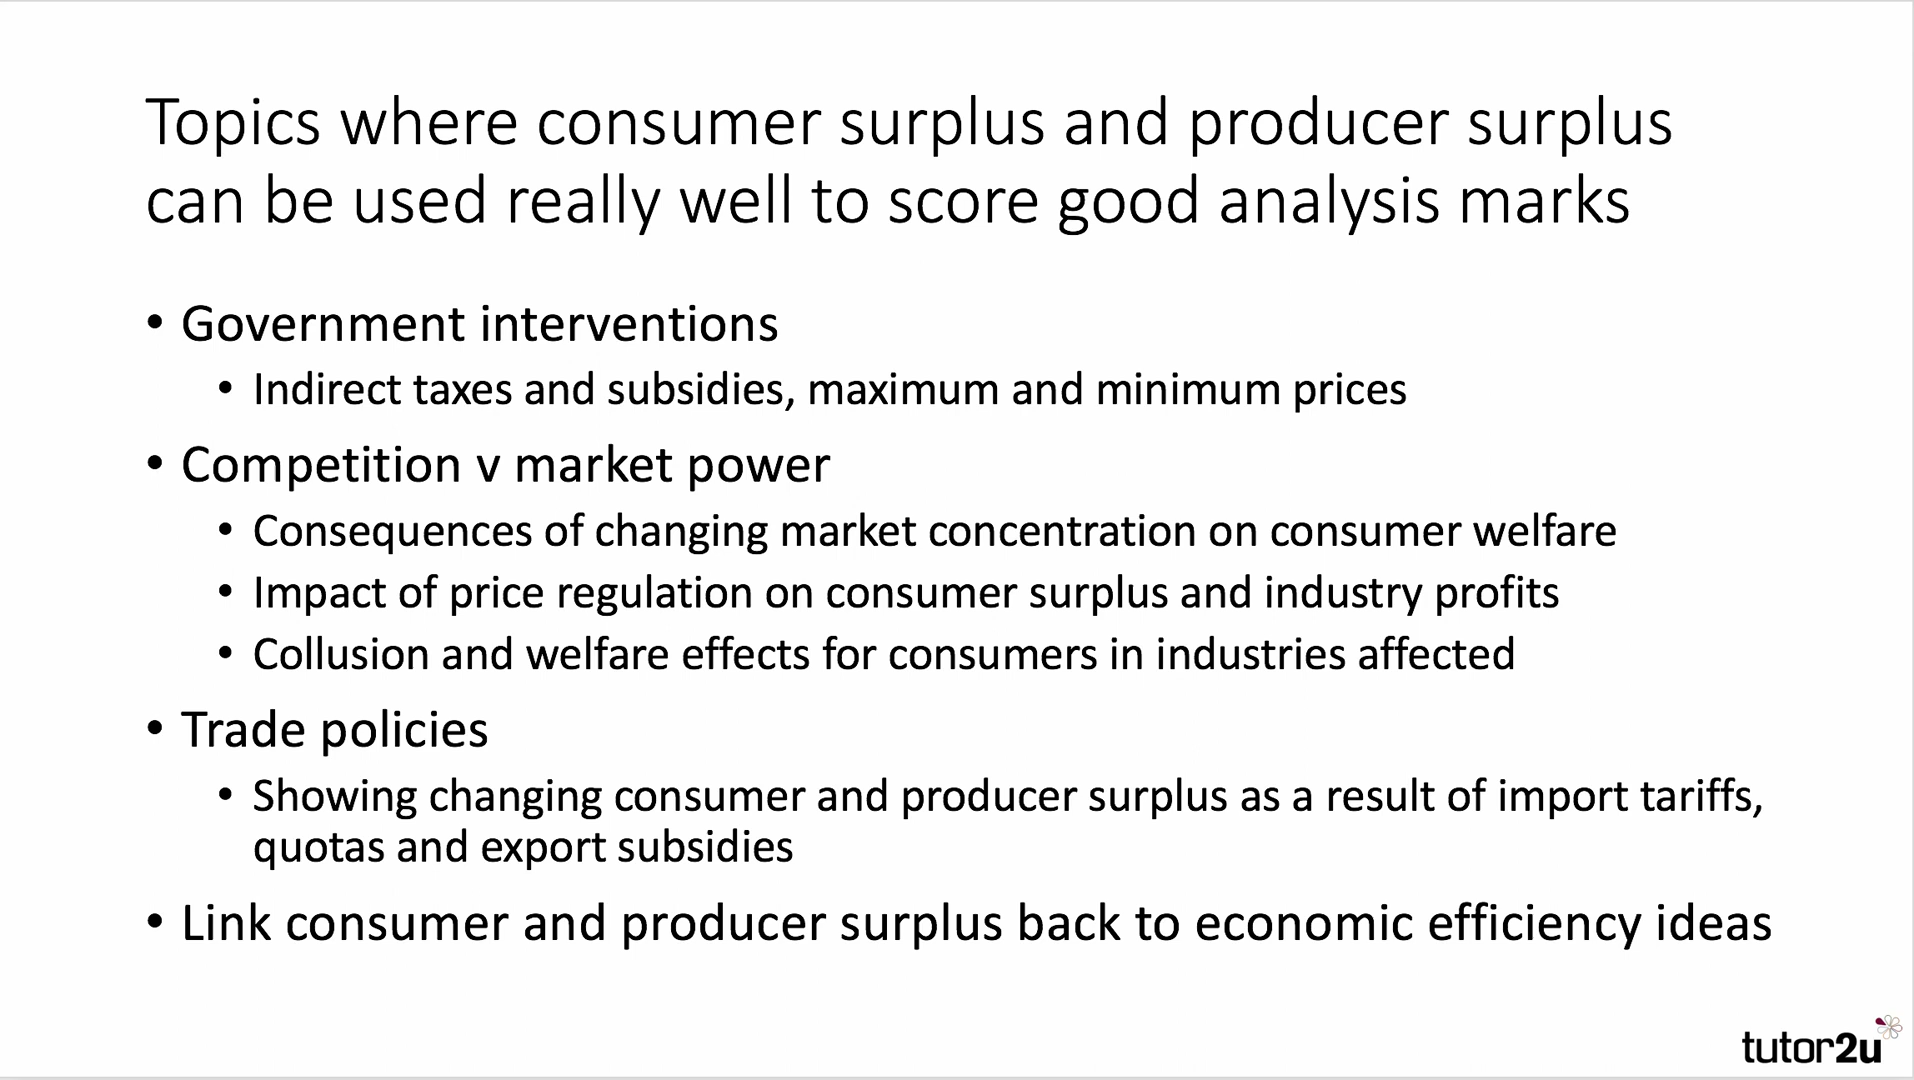 Topics where consumer surplus and producer surplus
can be used really well to score good analysis marks
• Government interventions
• Indirect taxes and subsidies, maximum and minimum prices
• Competition v market power
• Consequences of changing market concentration on consumer welfare
• Impact of price regulation on consumer surplus and industry profits
• Collusion and welfare effects for consumers in industries affected
• Trade policies
• Showing changing consumer and producer surplus as a result of import tariffs,
quotas and export subsidies
• Link consumer and producer surplus back to economic efficiency ideas
tutor2u